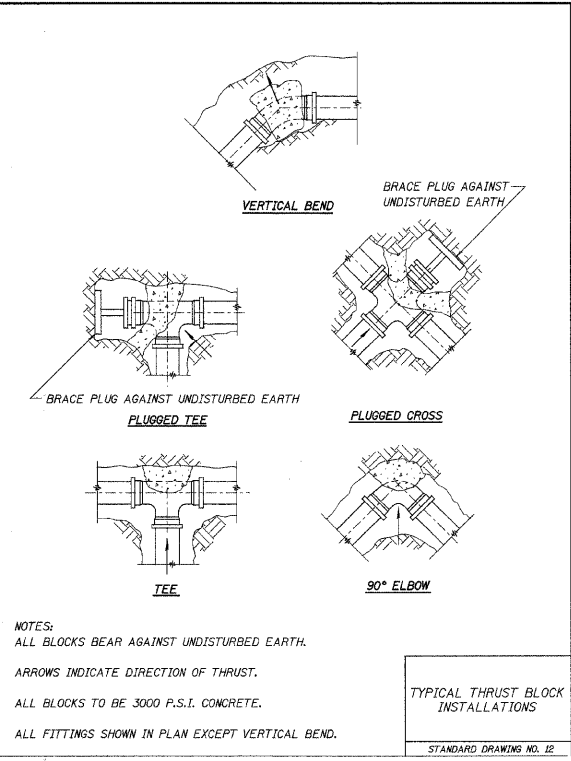 VERTICAL BEND
BRACE PLUG AGAINST
UNDISTURBED EARTH
BRACE PLUG AGAINST UNDISTURBED EARTH
PLUGGED TEE
PLUGGED CROSS
TEE
90° ELBOW
NOTES:
ALL BLOCKS BEAR AGAINST UNDISTURBED EARTH.
ARROWS INDICATE DIRECTION OF THRUST.
ALL BLOCKS TO BE 3000 P.S.I. CONCRETE.
ALL FITTINGS SHOWN IN PLAN EXCEPT VERTICAL BEND.
TYPICAL THRUST BLOCK
INSTALLATIONS
STANDARD DRAWING NO. 12